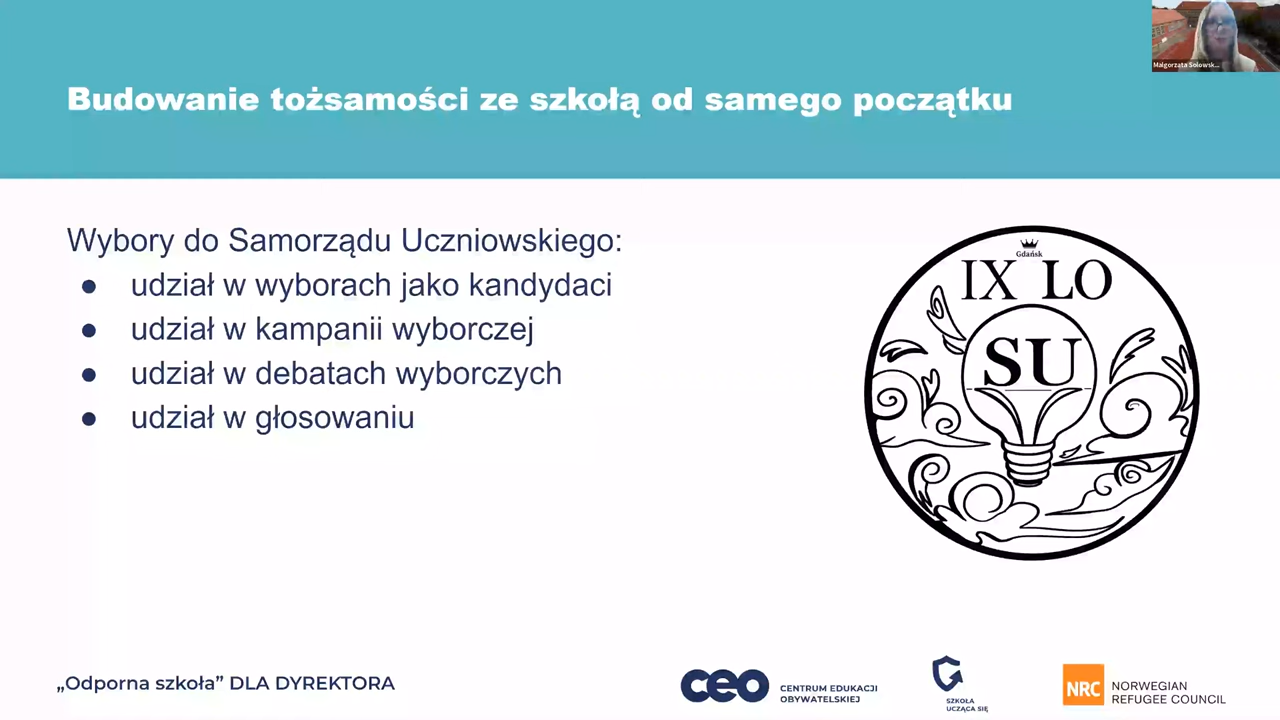 Małgorzata Sołowsk...
Budowanie tożsamości ze szkołą od samego początku
Wybory do Samorządu Uczniowskiego:
● udział w wyborach jako kandydaci
● udział w kampanii wyborczej
● udział w debatach wyborczych
● udział w głosowaniu
Gdańsk
IX LO
SU
„Odporna szkoła” DLA DYREKTORA
ceo
CENTRUM EDUKACJI
OBYWATELSKIEJ
SZKOŁA
UCZĄCA SIĘ
NRC
NORWEGIAN
REFUGEE COUNCIL